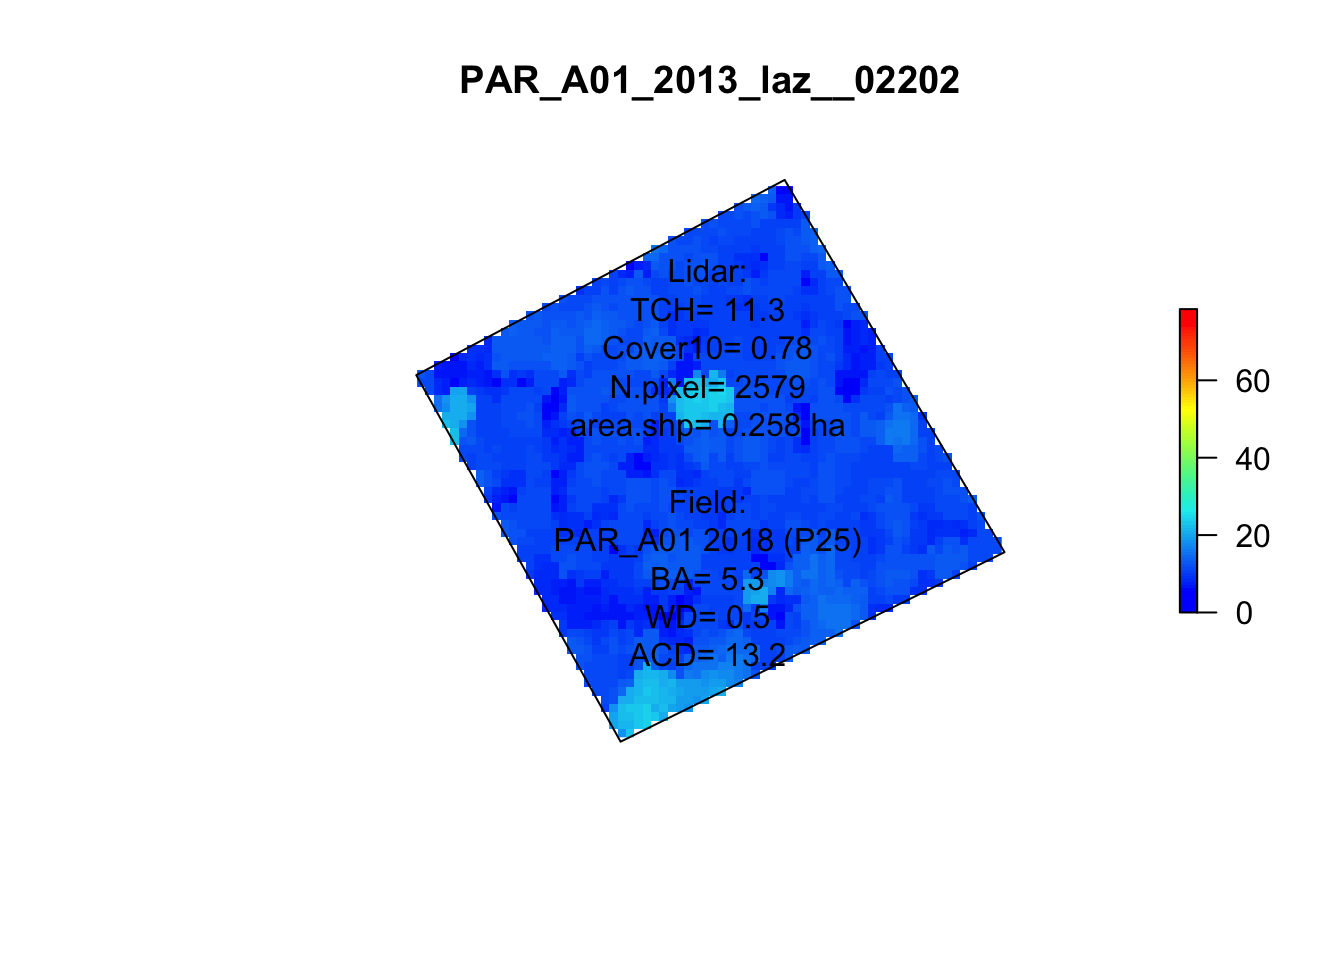 PAR_A01_2013_laz__02202
Lidar:
TCH= 11.3
Cover10= 0.78
N.pixel= 2579
area.shp= 0.258 ha
Field:
PAR_A01 2018 (P25)
BA= 5.3
WD= 0.5
ACD= 13.2
60
40
20
0